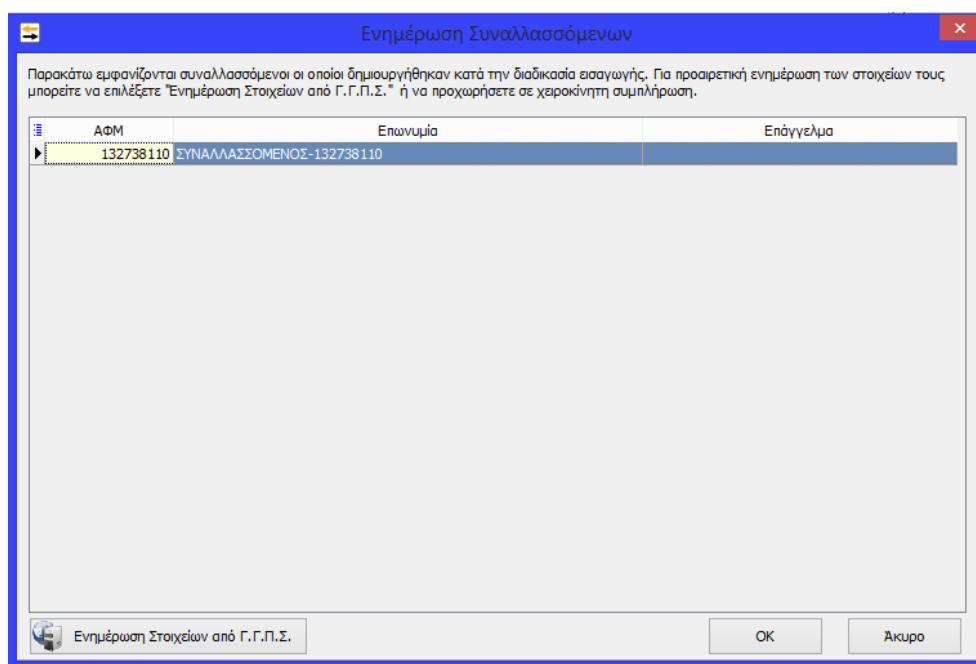 Ενημέρωση Συναλλασσόμενων
Παρακάτω εμφανίζονται συναλλασσόμενοι οι οποίοι δημιουργήθηκαν κατά την διαδικασία εισαγωγής. Για προαιρετική ενημέρωση των στοιχείων τους
μπορείτε να επιλέξετε "Ενημέρωση Στοιχείων από Γ.Γ.Π.Σ." ή να προχωρήσετε σε χειροκίνητη συμπλήρωση.
ΑΦΜ Επωνυμία Επάγγελμα
132738110 ΣΥΝΑΛΛΑΣΣΟΜΕΝΟΣ-132738110
Ενημέρωση Στοιχείων από Γ.Γ.Π.Σ. OK Άκυρο